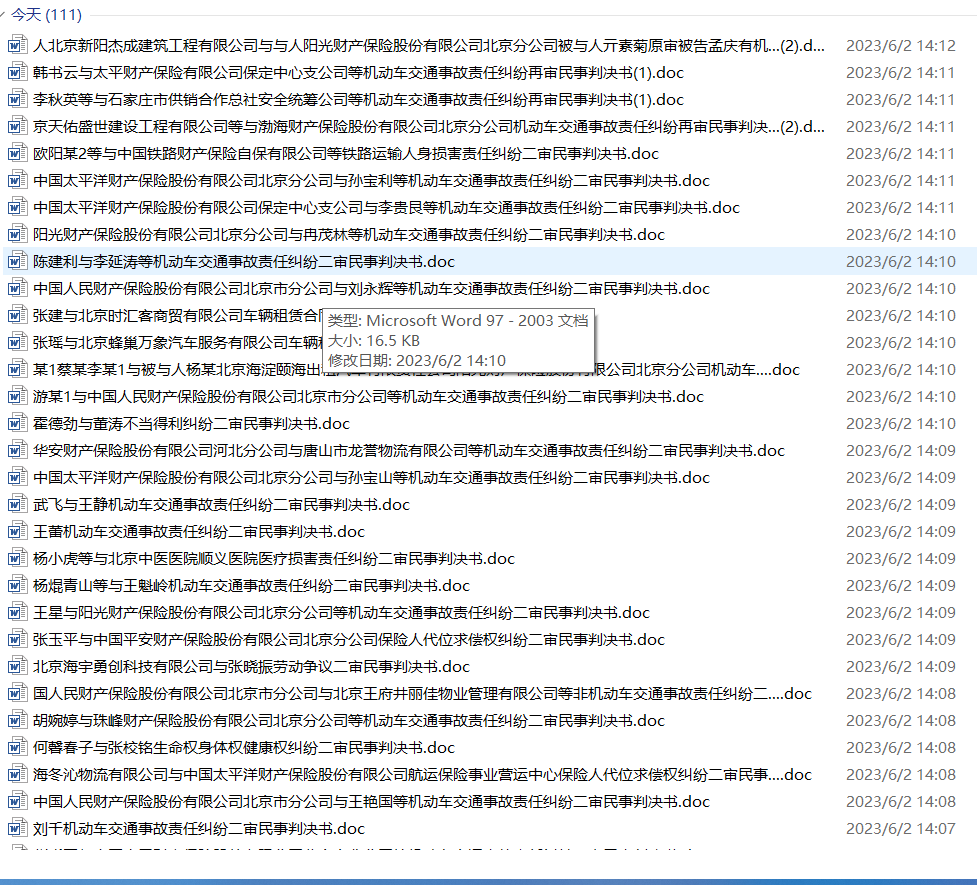 今天 (111)
人北京新阳杰成建筑工程有限公司与与人阳光财产保险股份有限公司北京分公司被与人亓素菊原审被告孟庆有机...(2).d... 2023/6/2 14:12
韩书云与太平财产保险有限公司保定中心支公司等机动车交通事故责任纠纷再审民事判决书(1).doc 2023/6/2 14:11
李秋英等与石家庄市供销合作总社安全统筹公司等机动车交通事故责任纠纷再审民事判决书(1).doc 2023/6/2 14:11
京天佑盛世建设工程有限公司等与渤海财产保险股份有限公司北京分公司机动车交通事故责任纠纷再审民事判决...(2).d... 2023/6/2 14:11
欧阳某2等与中国铁路财产保险自保有限公司等铁路运输人身损害责任纠纷二审民事判决书.doc 2023/6/2 14:11
中国太平洋财产保险股份有限公司北京分公司与孙宝利等机动车交通事故责任纠纷二审民事判决书.doc 2023/6/2 14:11
中国太平洋财产保险股份有限公司保定中心支公司与李贵艮等机动车交通事故责任纠纷二审民事判决书.doc 2023/6/2 14:11
阳光财产保险股份有限公司北京分公司与冉茂林等机动车交通事故责任纠纷二审民事判决书.doc 2023/6/2 14:10
陈建利与李延涛等机动车交通事故责任纠纷二审民事判决书.doc 2023/6/2 14:10
中国人民财产保险股份有限公司北京市分公司与刘永辉等机动车交通事故责任纠纷二审民事判决书.doc 2023/6/2 14:10
张建与北京时汇客商贸有限公司车辆租赁合 2023/6/2 14:10
类型: Microsoft Word 97 - 2003 文档
大小: 16.5 KB
修改日期: 2023/6/2 14:10
张瑶与北京蜂巢万象汽车服务有限公司车辆 2023/6/2 14:10
某1蔡某李某1与被与人杨某北京海淀颐海出 限公司北京分公司机动车....doc 2023/6/2 14:10
游某1与中国人民财产保险股份有限公司北京市分公司等机动车交通事故责任纠纷二审民事判决书.doc 2023/6/2 14:10
霍德劲与董涛不当得利纠纷二审民事判决书.doc 2023/6/2 14:10
华安财产保险股份有限公司河北分公司与唐山市龙誉物流有限公司等机动车交通事故责任纠纷二审民事判决书.doc 2023/6/2 14:09
中国太平洋财产保险股份有限公司北京分公司与孙宝山等机动车交通事故责任纠纷二审民事判决书.doc 2023/6/2 14:09
武飞与王静机动车交通事故责任纠纷二审民事判决书.doc 2023/6/2 14:09
王蕾机动车交通事故责任纠纷二审民事判决书.doc 2023/6/2 14:09
杨小虎等与北京中医医院顺义医院医疗损害责任纠纷二审民事判决书.doc 2023/6/2 14:09
杨焜青山等与王魁岭机动车交通事故责任纠纷二审民事判决书.doc 2023/6/2 14:09
王星与阳光财产保险股份有限公司北京分公司等机动车交通事故责任纠纷二审民事判决书.doc 2023/6/2 14:09
张玉平与中国平安财产保险股份有限公司北京分公司保险人代位求偿权纠纷二审民事判决书.doc 2023/6/2 14:09
北京海宇勇创科技有限公司与张晓振劳动争议二审民事判决书.doc 2023/6/2 14:09
国人民财产保险股份有限公司北京市分公司与北京王府井丽佳物业管理有限公司等非机动车交通事故责任纠纷二....doc 2023/6/2 14:08
胡婉婷与珠峰财产保险股份有限公司北京分公司等机动车交通事故责任纠纷二审民事判决书.doc 2023/6/2 14:08
何瞽春子与张校铭生命权身体权健康权纠纷二审民事判决书.doc 2023/6/2 14:08
海冬沁物流有限公司与中国太平洋财产保险股份有限公司航运保险事业营运中心保险人代位求偿权纠纷二审民事....doc 2023/6/2 14:08
中国人民财产保险股份有限公司北京市分公司与王艳国等机动车交通事故责任纠纷二审民事判决书.doc 2023/6/2 14:08
刘千机动车交通事故责任纠纷二审民事判决书.doc 2023/6/2 14:07